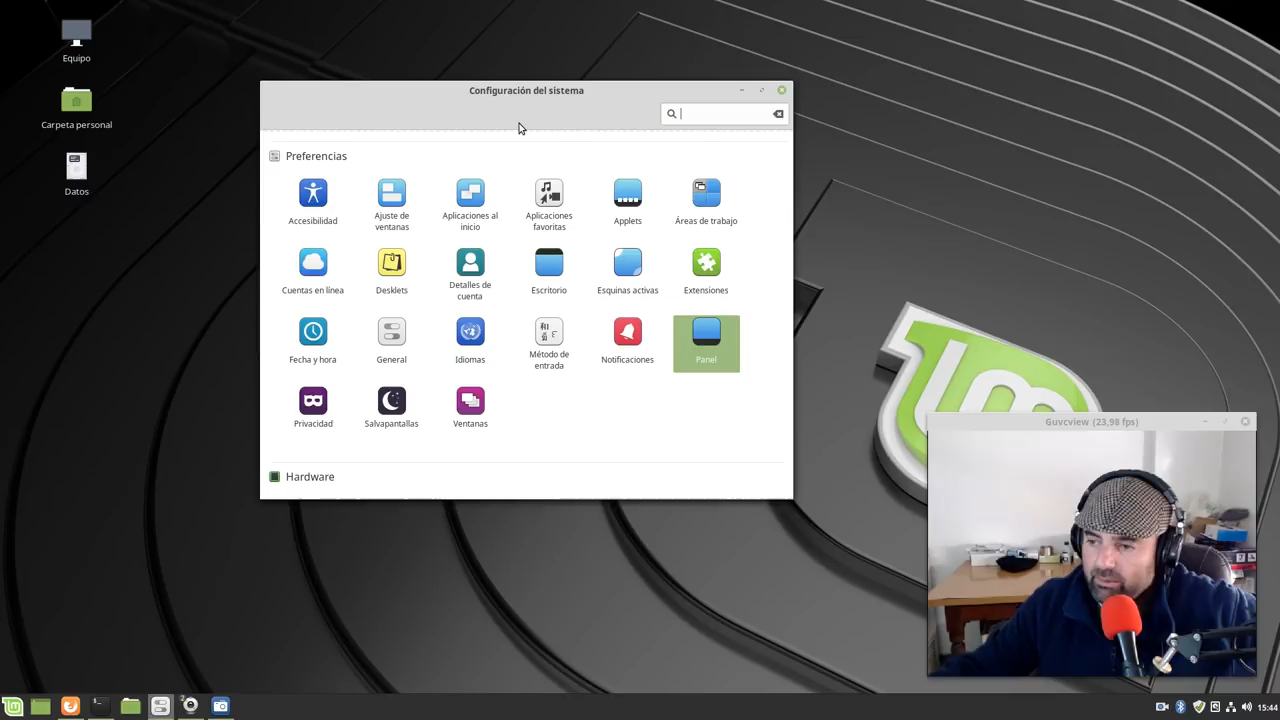 Equipo
Carpeta personal
Datos
Configuración del sistema
Preferencias
Accesibilidad
Ajuste de
ventanas
Aplicaciones al
inicio
Aplicaciones
favoritas
Applets
Áreas de trabajo
Cuentas en línea
Desklets
Detalles de
cuenta
Escritorio
Esquinas activas
Extensiones
Fecha y hora
General
Idiomas
Método de
entrada
Notificaciones
Panel
Privacidad
Salvapantallas
Ventanas
Hardware
Guvcview (23,98 fps)
15:44